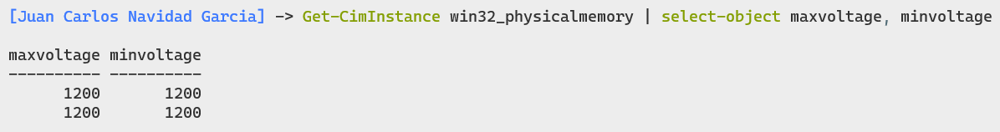 [Juan Carlos Navidad Garcia] -> Get-CimInstance win32_physicalmemory | select-object maxvoltage, minvoltage
maxvoltage minvoltage
---------- ----------
1200 1200
1200 1200